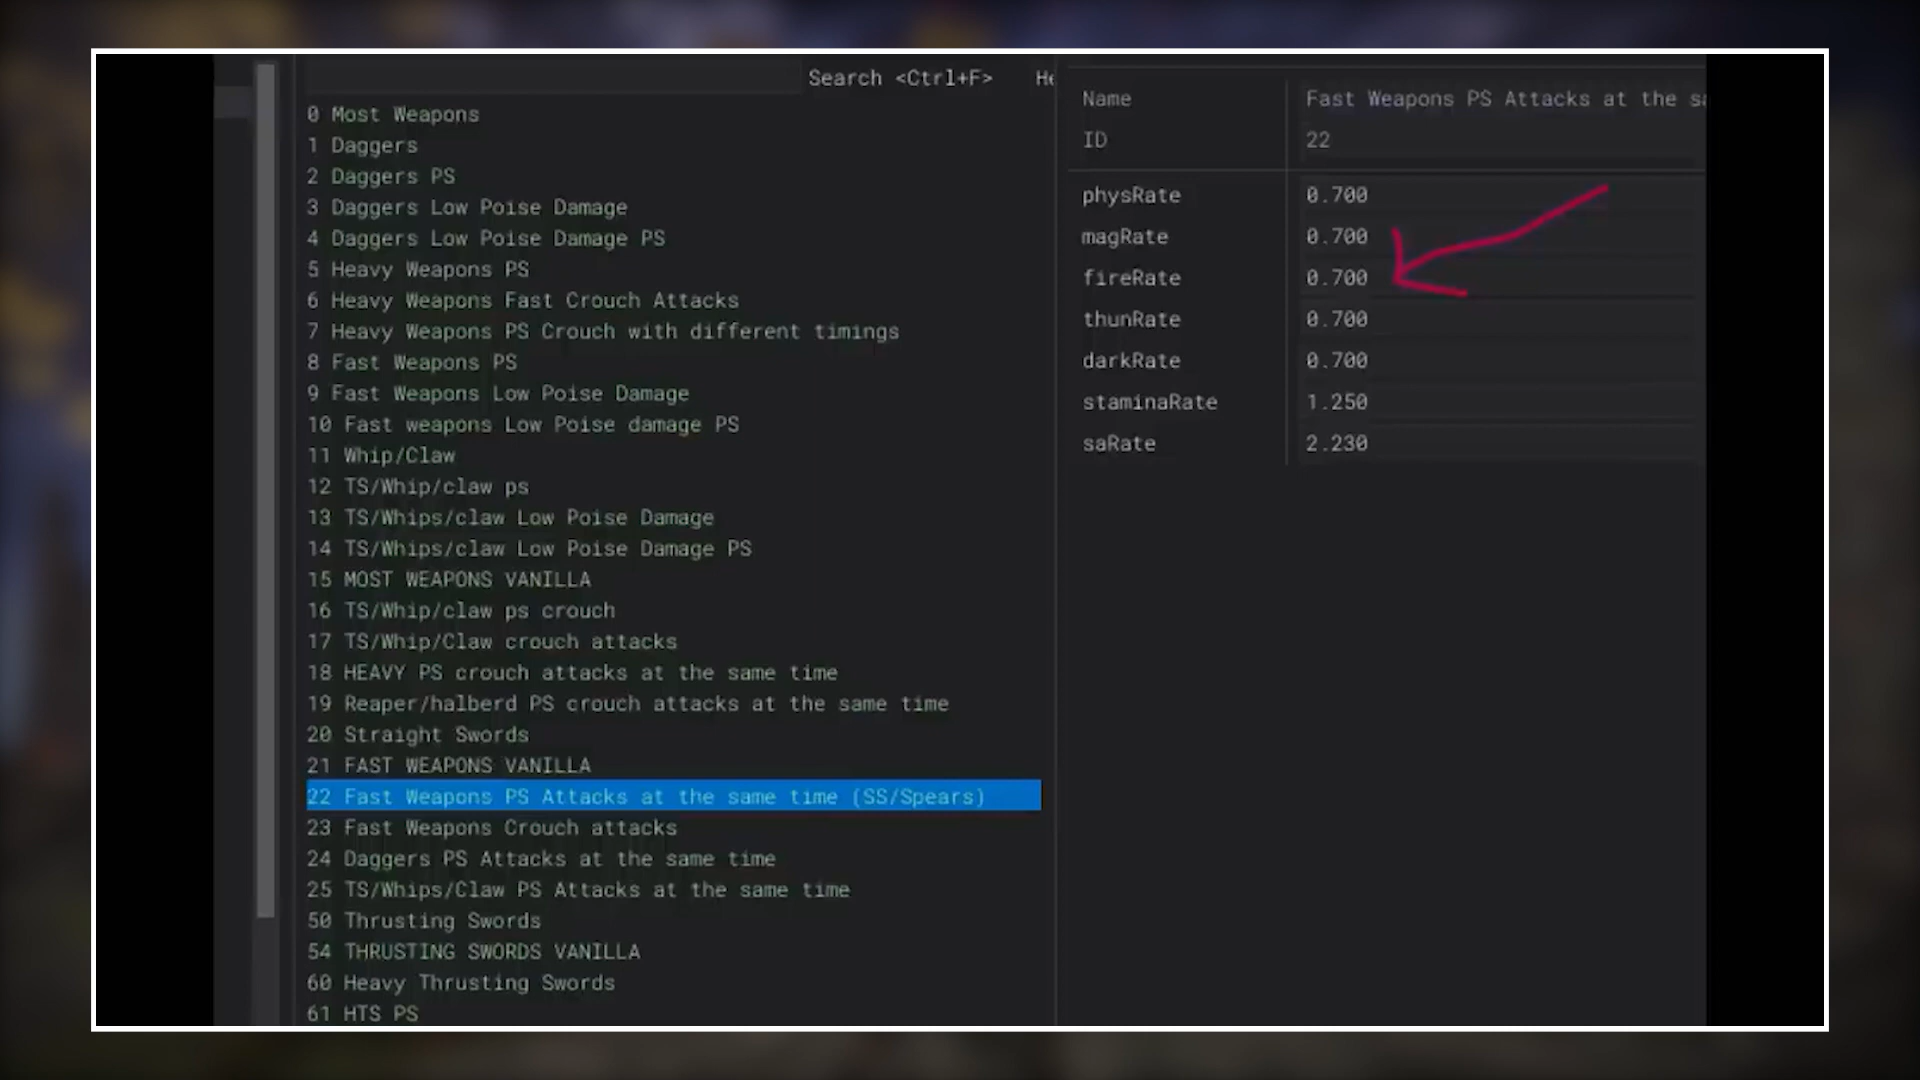 Search <Ctrl+F>
0 Most Weapons
1 Daggers
2 Daggers PS
3 Daggers Low Poise Damage
4 Daggers Low Poise Damage PS
5 Heavy Weapons PS
6 Heavy Weapons Fast Crouch Attacks
7 Heavy Weapons PS Crouch with different timings
8 Fast Weapons PS
9 Fast Weapons Low Poise Damage
10 Fast weapons Low Poise damage PS
11 Whip/Claw
12 TS/Whip/claw ps
13 TS/Whips/claw Low Poise Damage
14 TS/Whips/claw Low Poise Damage PS
15 MOST WEAPONS VANILLA
16 TS/Whip/claw ps crouch
17 TS/Whip/Claw crouch attacks
18 HEAVY PS crouch attacks at the same time
19 Reaper/halberd PS crouch attacks at the same time
20 Straight Swords
21 FAST WEAPONS VANILLA
22 Fast Weapons PS Attacks at the same time (SS/Spears)
23 Fast Weapons Crouch attacks
24 Daggers PS Attacks at the same time
25 TS/Whips/Claw PS Attacks at the same time
50 Thrusting Swords
54 THRUSTING SWORDS VANILLA
60 Heavy Thrusting Swords
61 HTS PS
Name Fast Weapons PS Attacks at the
ID 22
physRate 0.700
magRate 0.700
fireRate 0.700
thunRate 0.700
darkRate 0.700
staminaRate 1.250
saRate 2.230